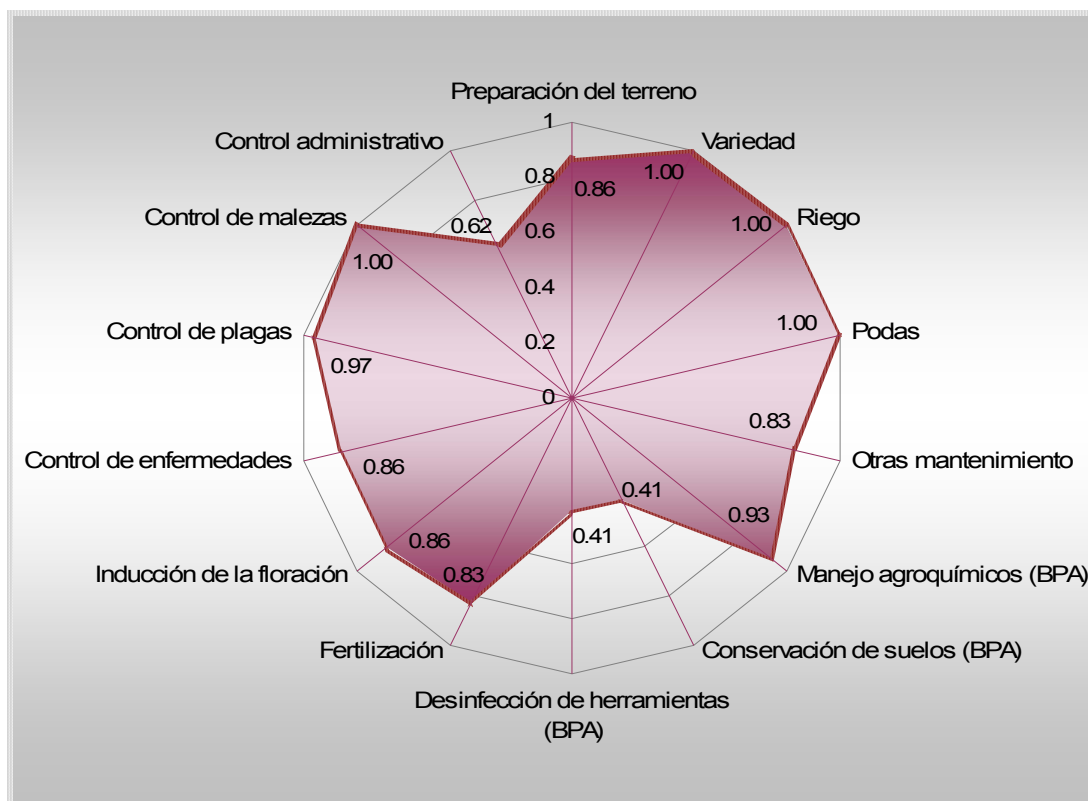 Preparación del terreno
1
Control administrativo
Variedad
0.8
1.00
0.86
Control de malezas
0.62
0.6
1.00
Riego
1.00
0.4
1.00
Control de plagas
Podas
0.2
0.97
0
0.83
Control de enfermedades
Otras mantenimiento
0.86
0.41
0.93
0.86
0.41
Inducción de la floración
0.83
Manejo agroquímicos (BPA)
Fertilización
Conservación de suelos (BPA)
Desinfección de herramientas
(BPA)